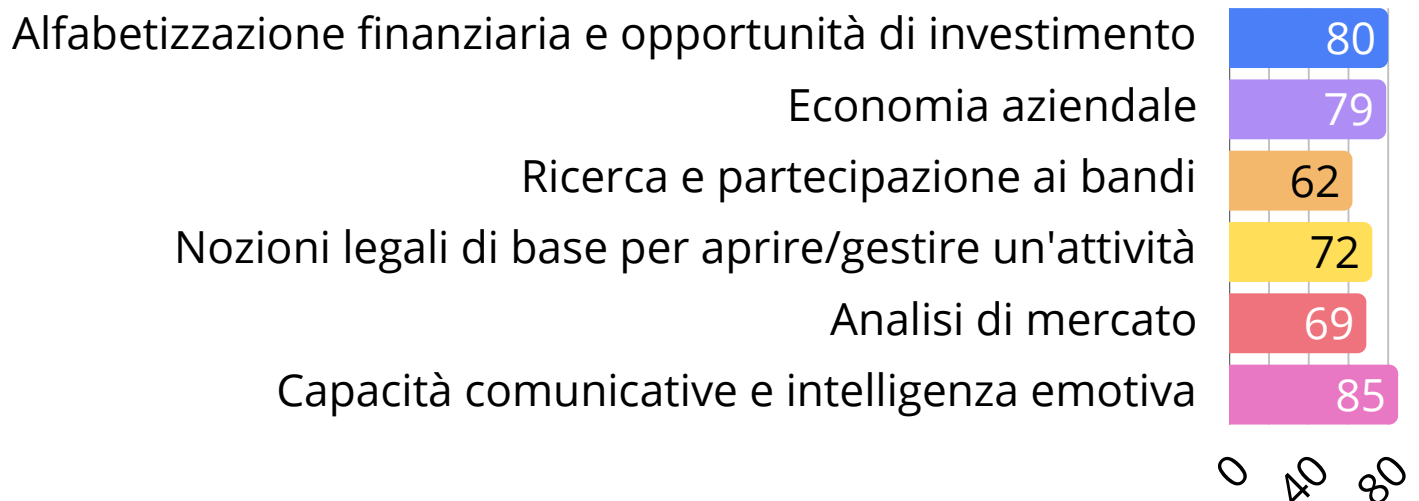 Alfabetizzazione finanziaria e opportunità di investimento 80
Economia aziendale 79
Ricerca e partecipazione ai bandi 62
Nozioni legali di base per aprire/gestire un'attività 72
Analisi di mercato 69
Capacità comunicative e intelligenza emotiva 85
0 40 80